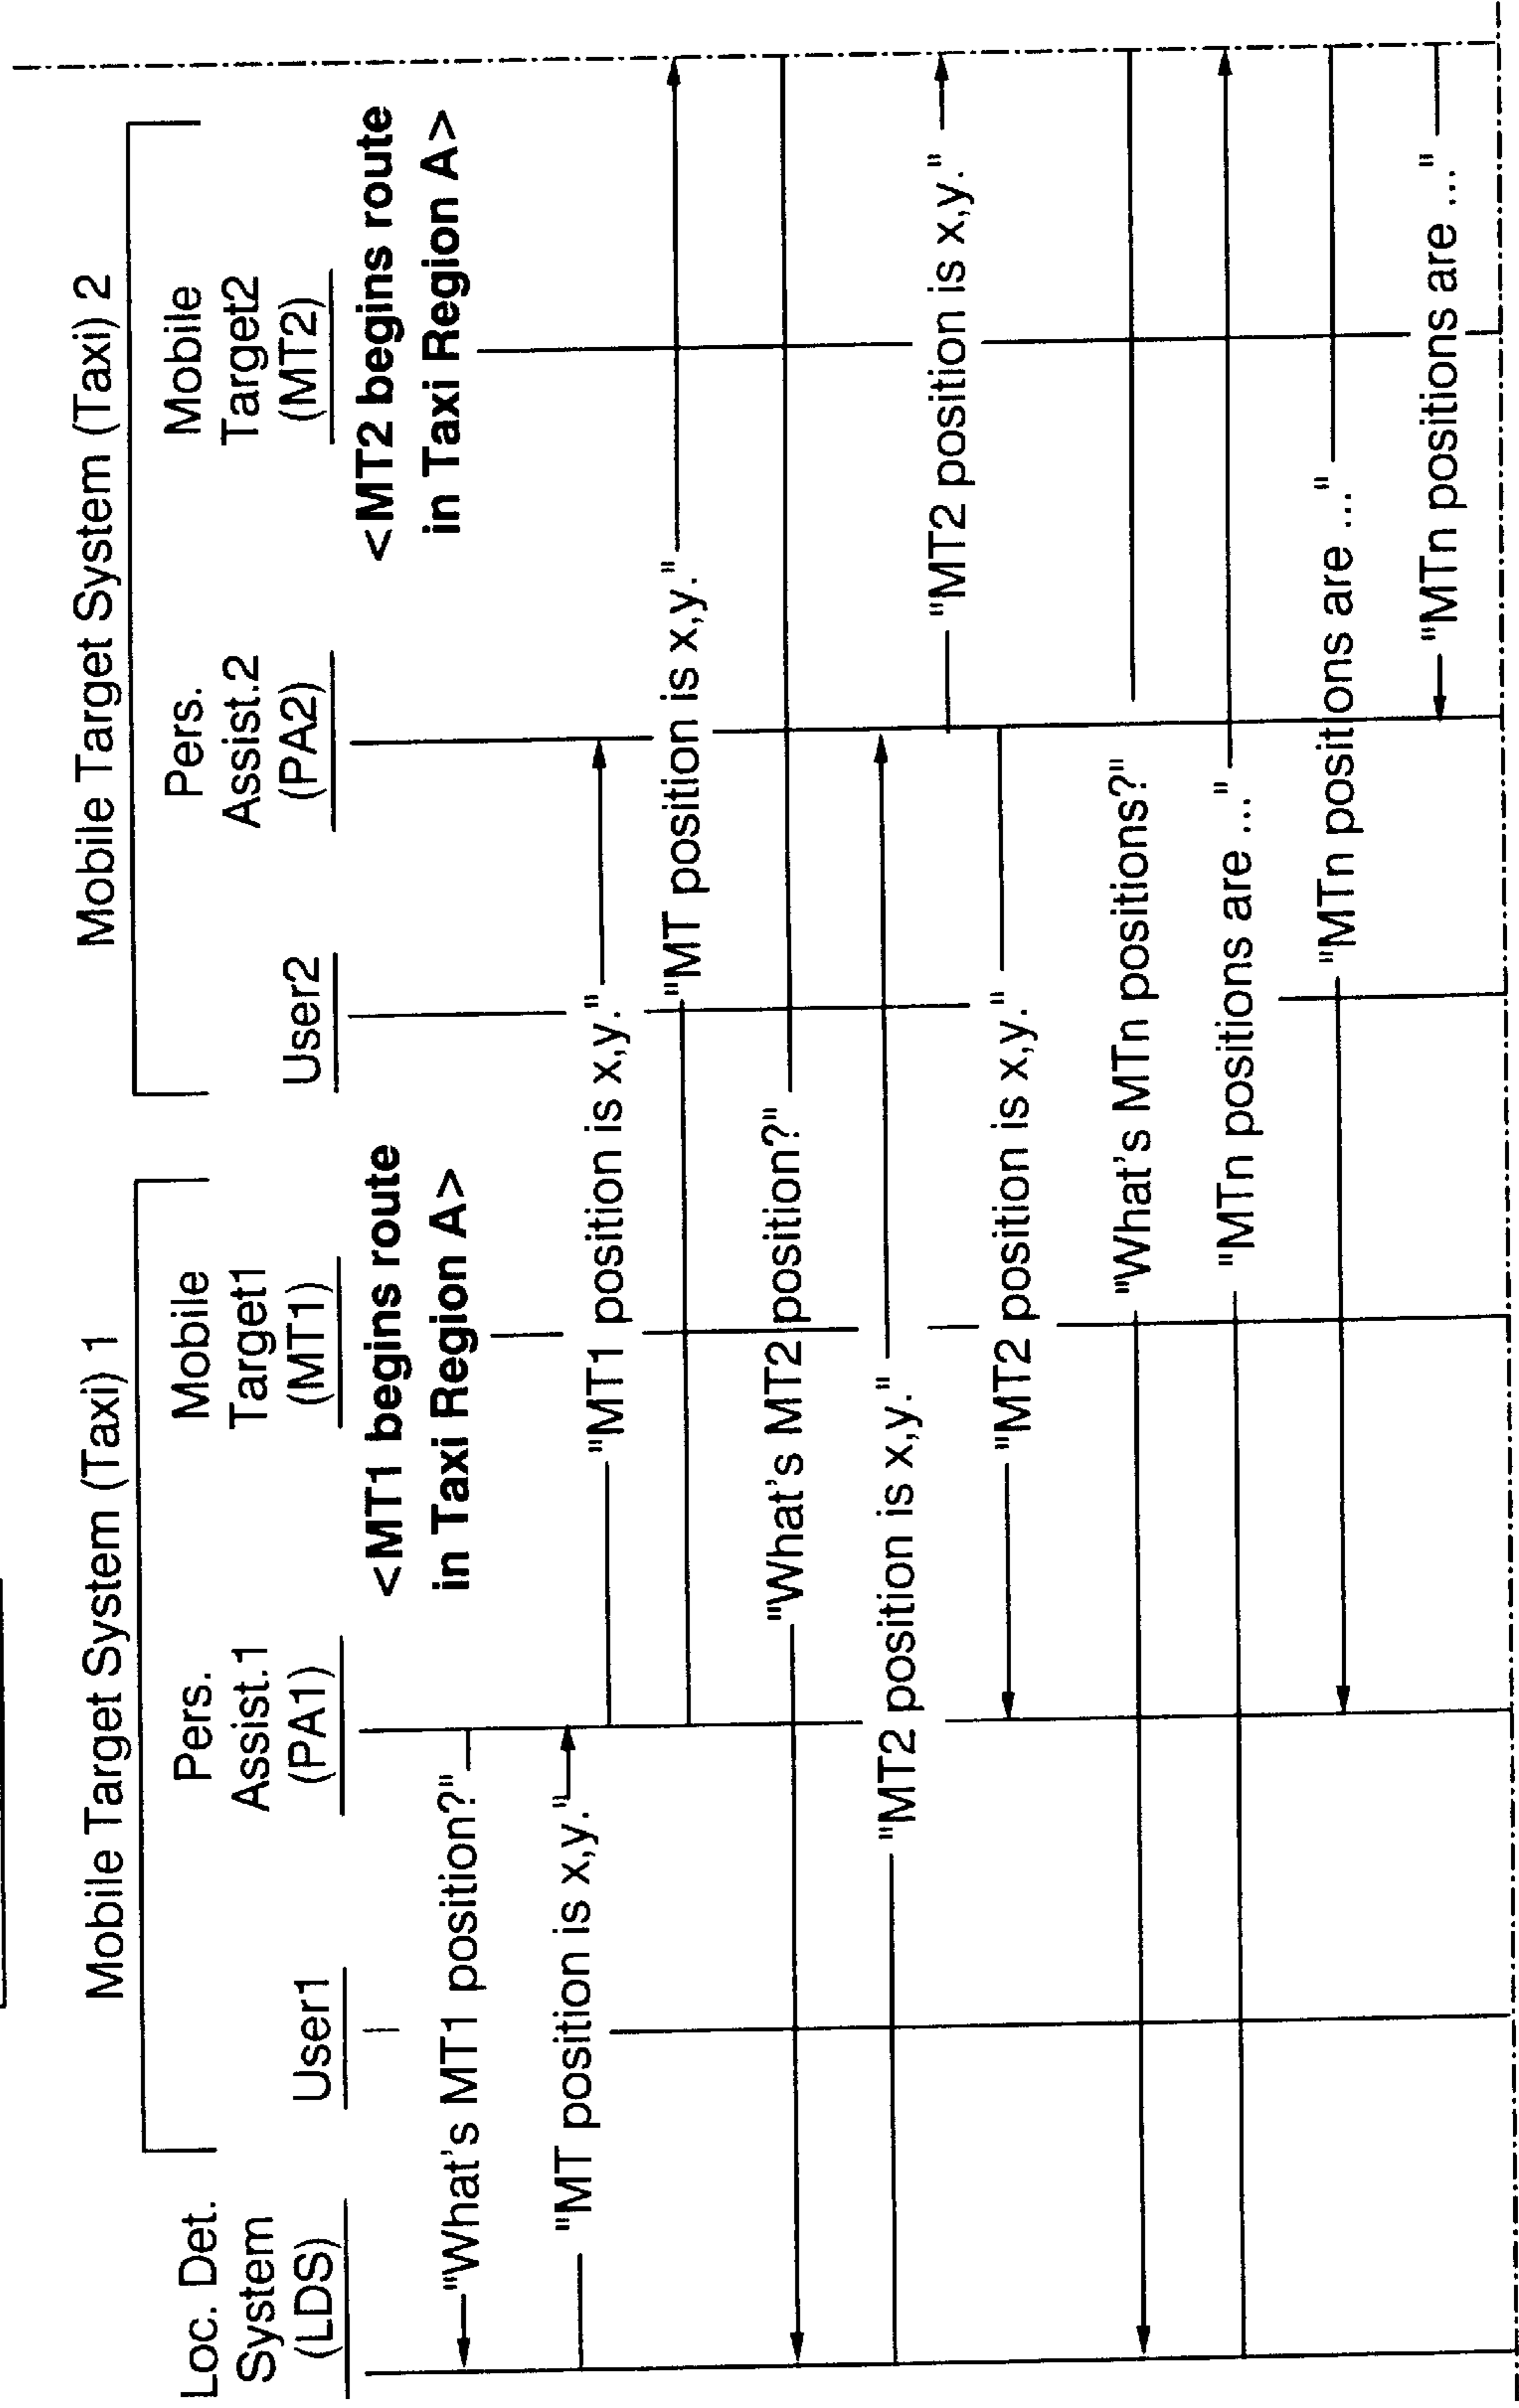 Mobile Target System (Taxi) 1
Mobile Target System (Taxi) 2
Loc. Det.
System
(LDS)
User1
Pers.
Assist.1
(PA1)
Mobile
Target1
(MT1)
User2
Pers.
Assist.2
(PA2)
Mobile
Target2
(MT2)
<MT1 begins route
in Taxi Region A>
<MT2 begins route
in Taxi Region A>
"What's MT1 position?"
"MT position is x,y."
"MT1 position is x,y."
"MT position is x,y."
"What's MT2 position?"
"MT2 position is x,y."
"MT2 position is x,y."
"MT2 position is x,y."
"What's MTn positions?"
"MTn positions are ..."
"MTn positions are ..."
"MTn positions are ..."